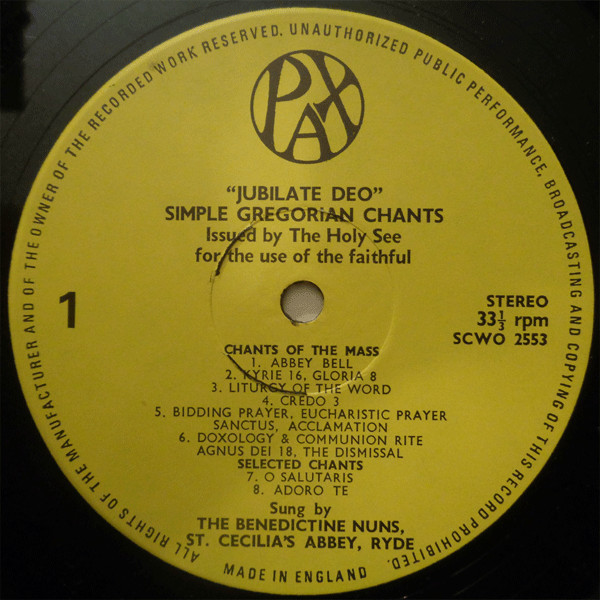 ALL RIGHTS OF THE MANUFACTURER AND OF THE OWNER OF THE RECORDED WORK RESERVED. UNAUTHORIZED PUBLIC PERFORMANCE, BROADCASTING AND COPYING OF THIS RECORD PROHIBITED.
PAX
"JUBILATE DEO"
SIMPLE GREGORiAN CHANTS
Issued by The Holy See
for the use of the faithful
1
STEREO
33⅓ rpm
SCWO 2553
CHANTS OF THE MASS
1. ABBEY BELL
2. KYRIE 16, GLORIA 8
3. LITURGY OF THE WORD
4. CREDO 3
5. BIDDING PRAYER, EUCHARISTIC PRAYER
SANCTUS, ACCLAMATION
6. DOXOLOGY & COMMUNION RITE
AGNUS DEI 18, THE DISMISSAL
SELECTED CHANTS
7. O SALUTARIS
8. ADORO TE
Sung by
THE BENEDICTINE NUNS,
ST. CECILIA'S ABBEY, RYDE
MADE IN ENGLAND